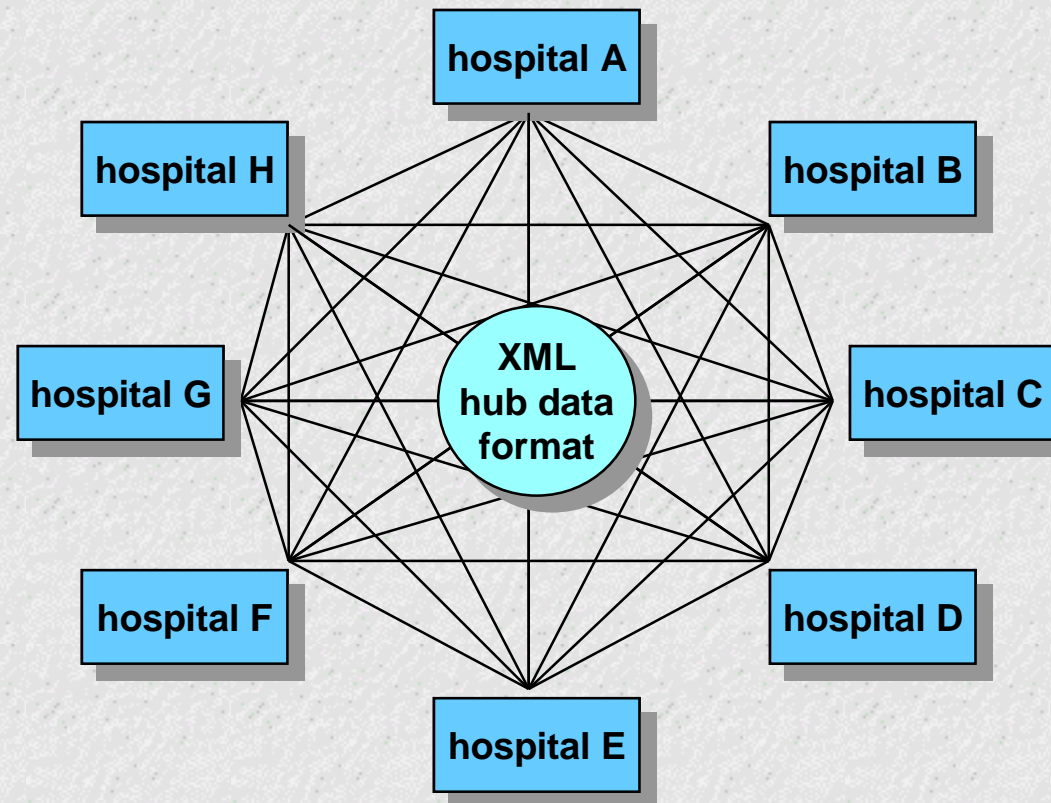 hospital A
hospital H
hospital B
XML
hub data
format
hospital G
hospital C
hospital F
hospital D
hospital E